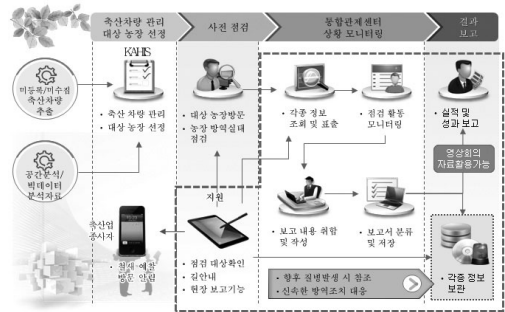 축산차량 관리
대상 농장 선정
사전 점검
통합관제센터
상황 모니터링
결과
보고
KAHIS
미등록/미수집
축산차량
추출
• 축산 차량 관리
• 대상 농장 선정
• 대상 농장방문
• 농장 방역실태
점검
• 각종 정보
조회 및 표출
• 점검 활동
모니터링
• 실적 및
성과 보고
영상회의
자료활용가능
공간분석/
빅데이터
분석자료
축산업
종사자
• 철새·예찰
방문 알림
지원
• 점검 대상확인
• 길안내
• 현장 보고기능
• 보고 내용 취합
및 작성
• 보고서 분류
및 저장
• 향후 질병발생 시 참조
• 신속한 방역조치 대응
• 각종 정보
보관